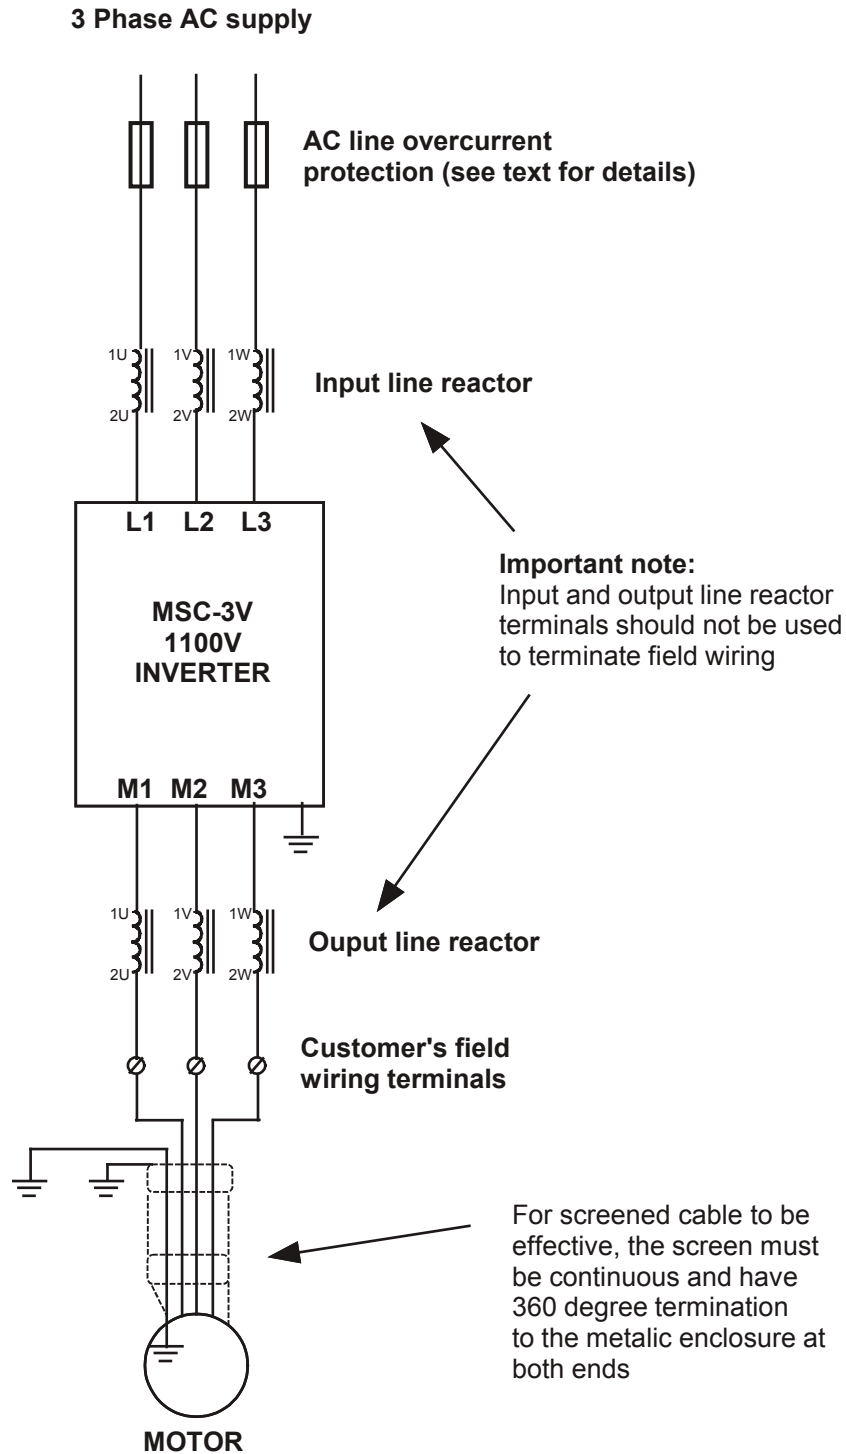 3 Phase AC supply
AC line overcurrent
protection (see text for details)
1U 1V 1W
2U 2V 2W
Input line reactor
L1 L2 L3
MSC-3V
1100V
INVERTER
Important note:
Input and output line reactor
terminals should not be used
to terminate field wiring
M1 M2 M3
1U 1V 1W
2U 2V 2W
Ouput line reactor
Customer's field
wiring terminals
For screened cable to be
effective, the screen must
be continuous and have
360 degree termination
to the metalic enclosure at
both ends
MOTOR